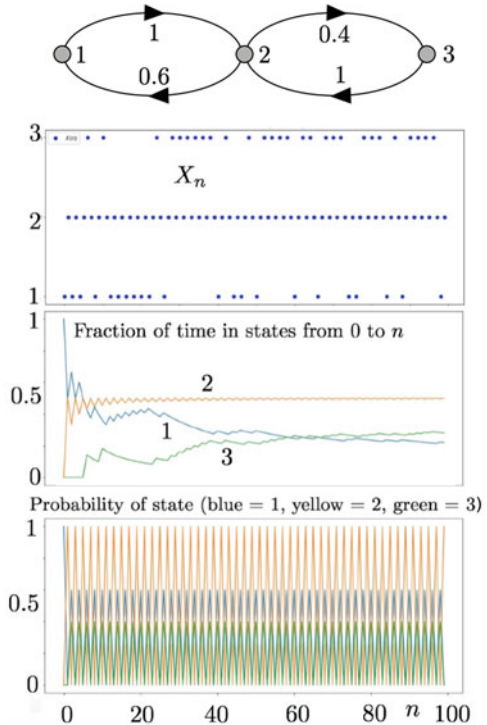 1 0.4
1 2 3
0.6 1
3
X_n
2
1
1
Fraction of time in states from 0 to n
0.5
2
1
3
0
Probability of state (blue = 1, yellow = 2, green = 3)
1
0.5
0
0 20 40 60 n 80 100